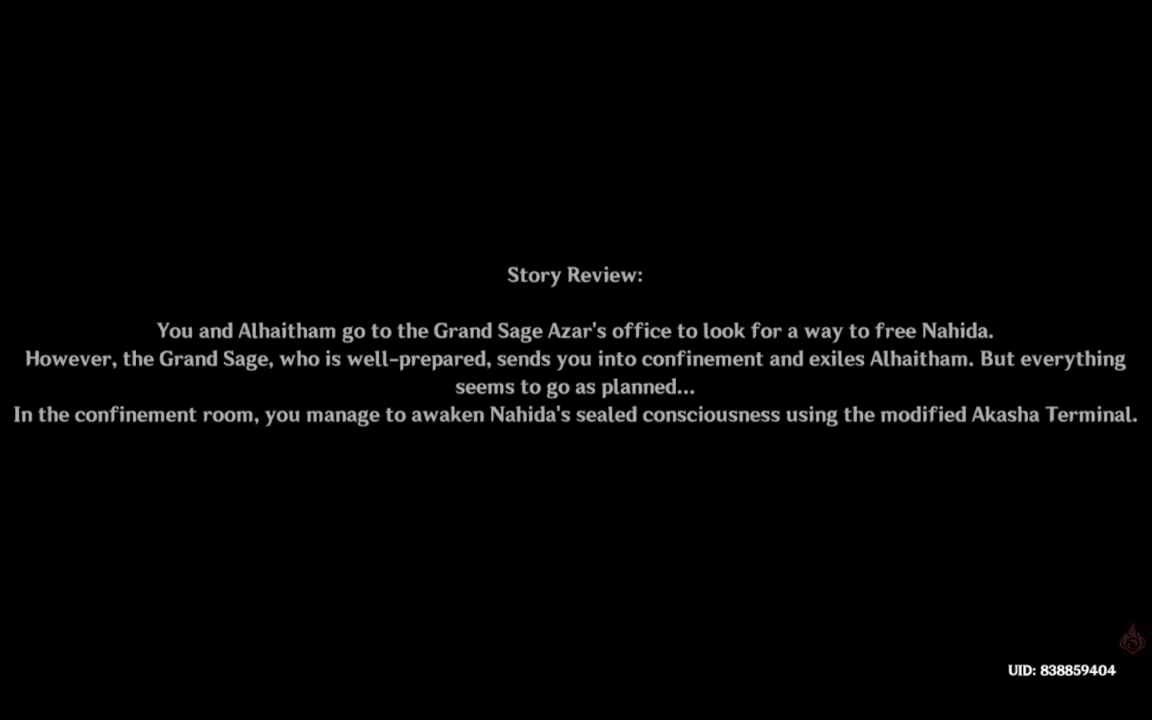 Story Review:
You and Alhaitham go to the Grand Sage Azar's office to look for a way to free Nahida.
However, the Grand Sage, who is well-prepared, sends you into confinement and exiles Alhaitham. But everything
seems to go as planned...
In the confinement room, you manage to awaken Nahida's sealed consciousness using the modified Akasha Terminal.
UID: 838859404